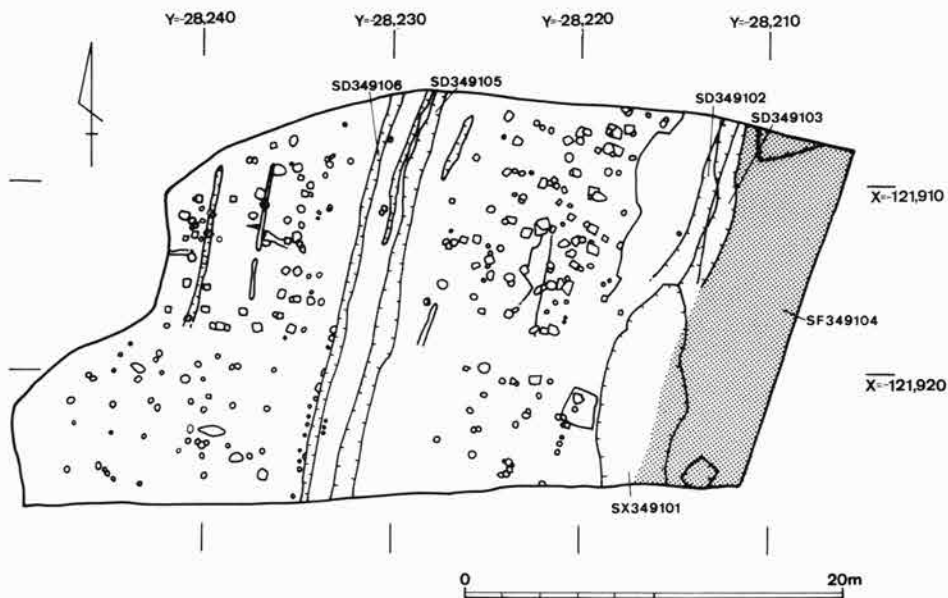 Y=-28,240 Y=-28,230 Y=-28,220 Y=-28,210
SD349106 SD349105 SD349102 SD349103
X=-121,910
SF349104
X=-121,920
SX349101
0 20m